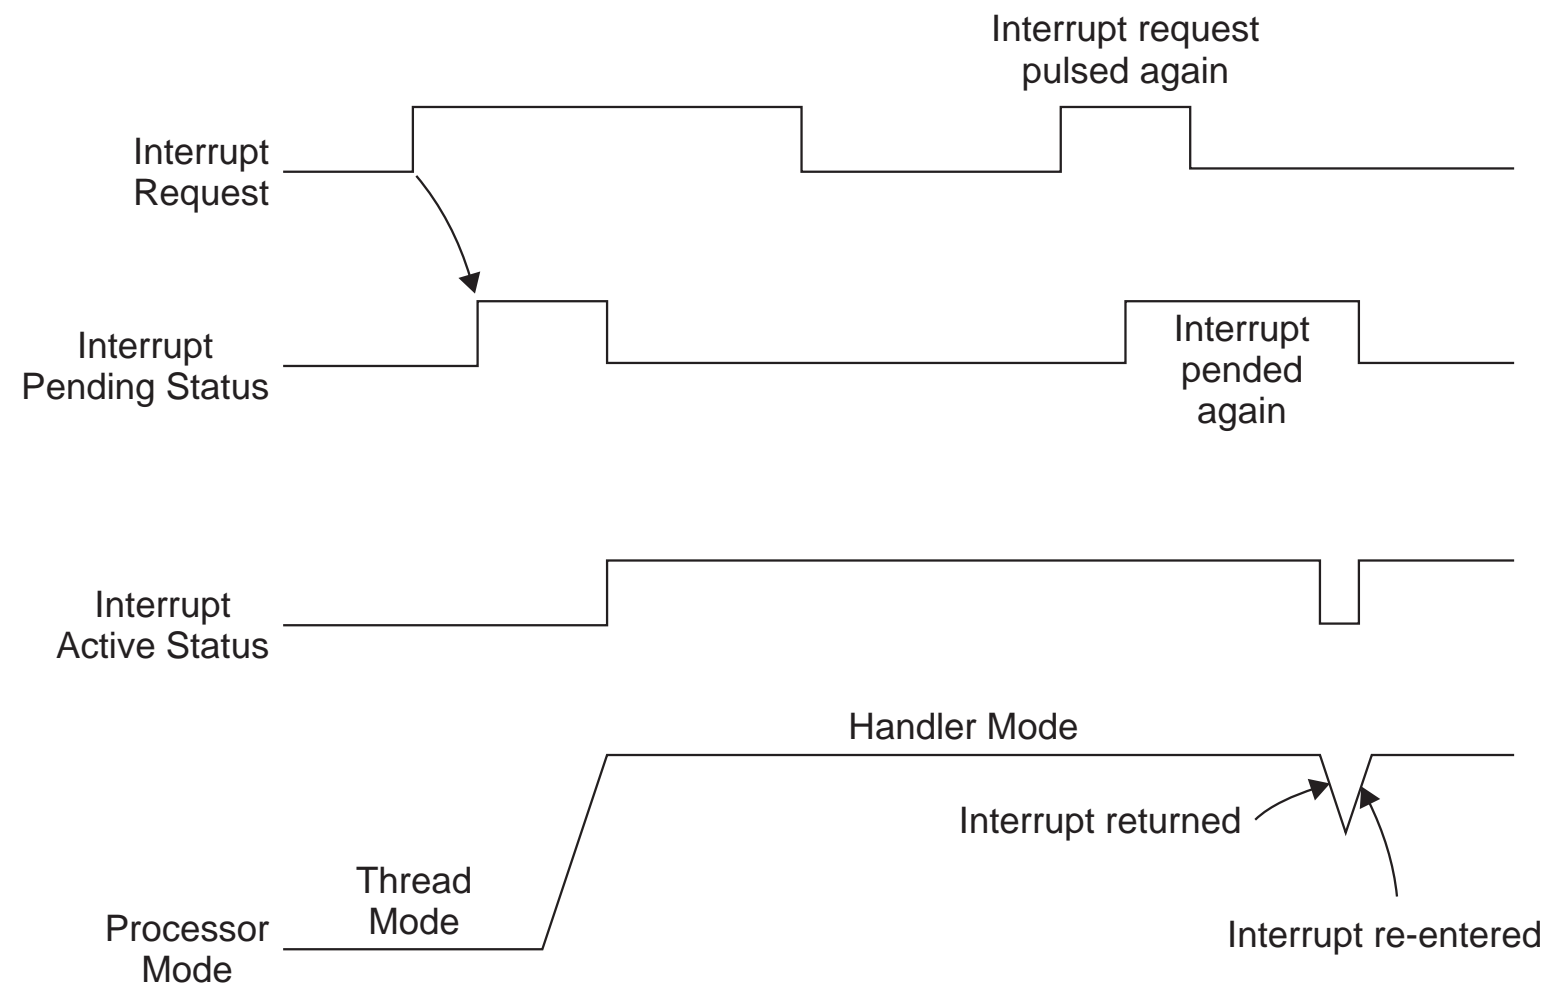 Interrupt request
pulsed again
Interrupt
Request
Interrupt
Pending Status
Interrupt
pended
again
Interrupt
Active Status
Handler Mode
Interrupt returned
Thread
Mode
Processor
Mode
Interrupt re-entered